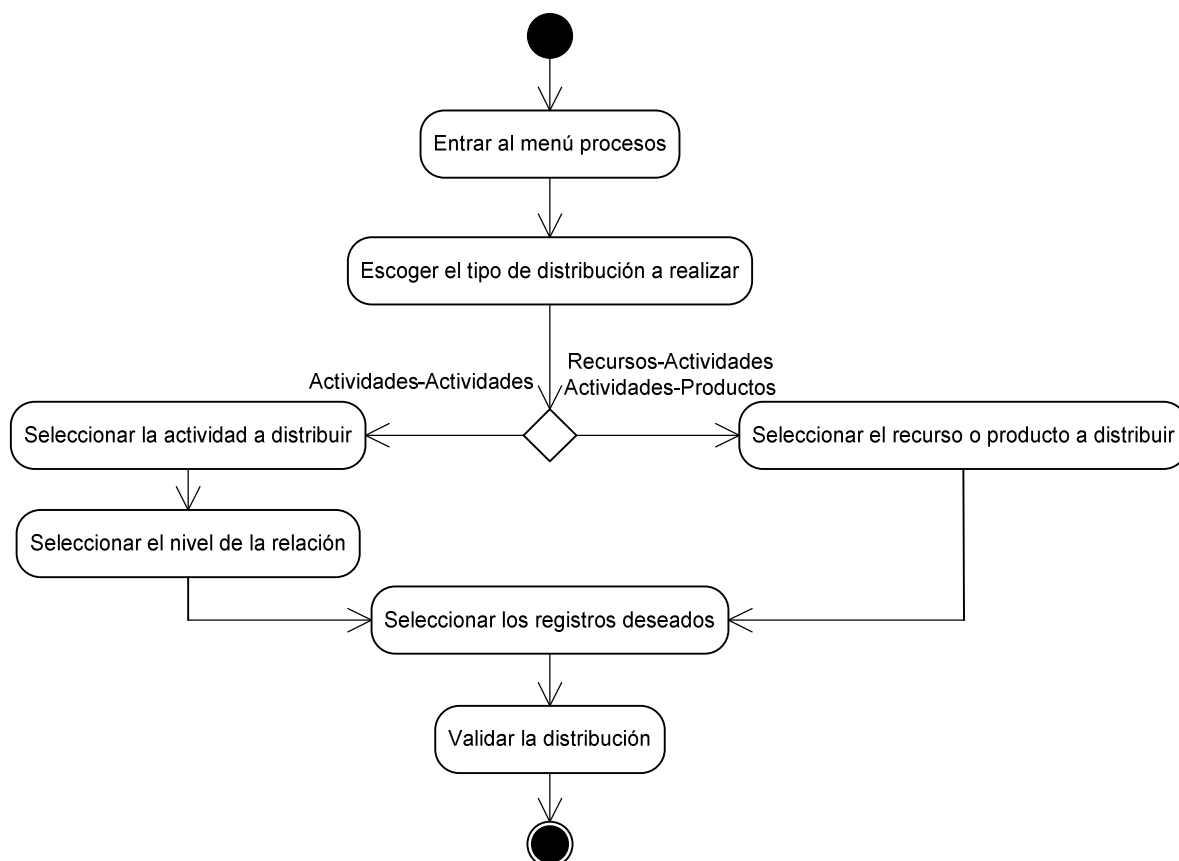 Entrar al menú procesos
Escoger el tipo de distribución a realizar
Actividades-Actividades
Recursos-Actividades
Actividades-Productos
Seleccionar la actividad a distribuir
Seleccionar el recurso o producto a distribuir
Seleccionar el nivel de la relación
Seleccionar los registros deseados
Validar la distribución